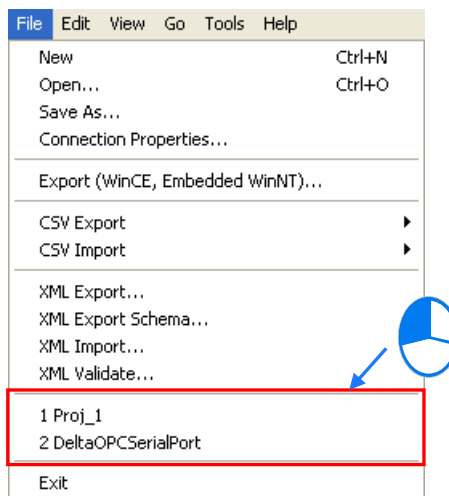 File Edit View Go Tools Help
New Ctrl+N
Open... Ctrl+O
Save As...
Connection Properties...
Export (WinCE, Embedded WinNT)...
CSV Export
CSV Import
XML Export...
XML Export Schema...
XML Import...
XML Validate...
1 Proj_1
2 DeltaOPCSerialPort
Exit